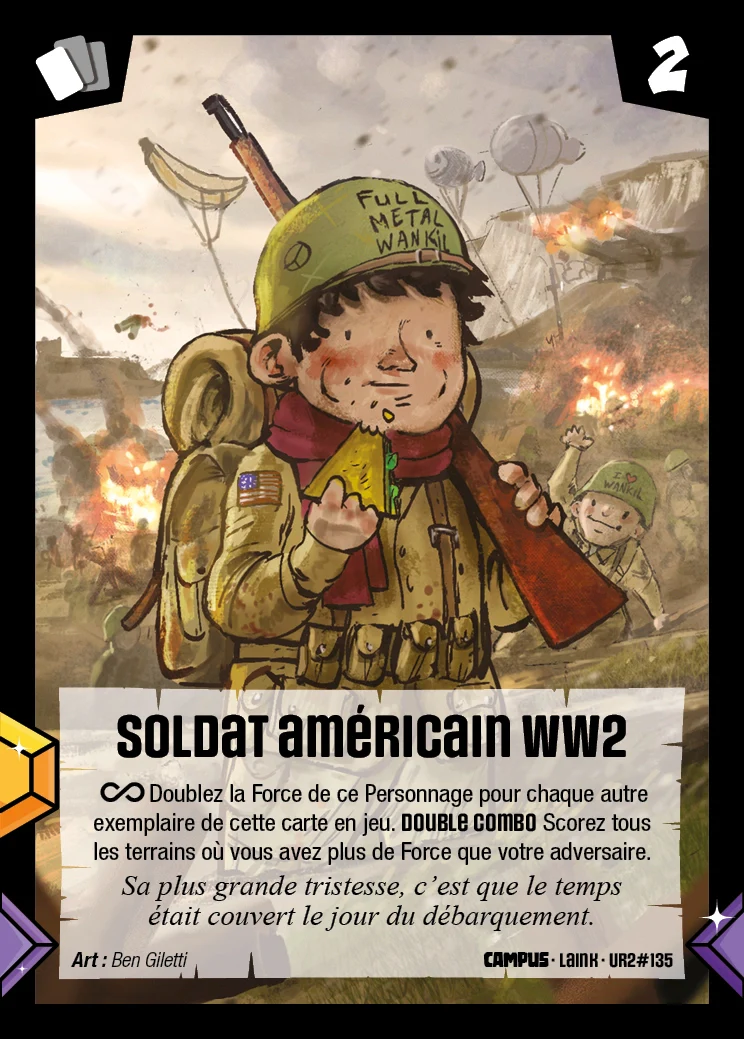 2
FULL
METAL
WANKIL
I ♥
WANKIL
SOLDAT AMÉRICAIN WW2
∞ Doublez la Force de ce Personnage pour chaque autre
exemplaire de cette carte en jeu. DOUBLE COMBO Scorez tous
les terrains où vous avez plus de Force que votre adversaire.
Sa plus grande tristesse, c’est que le temps
était couvert le jour du débarquement.
Art : Ben Giletti
CAMPUS · LAINK · UR2#135